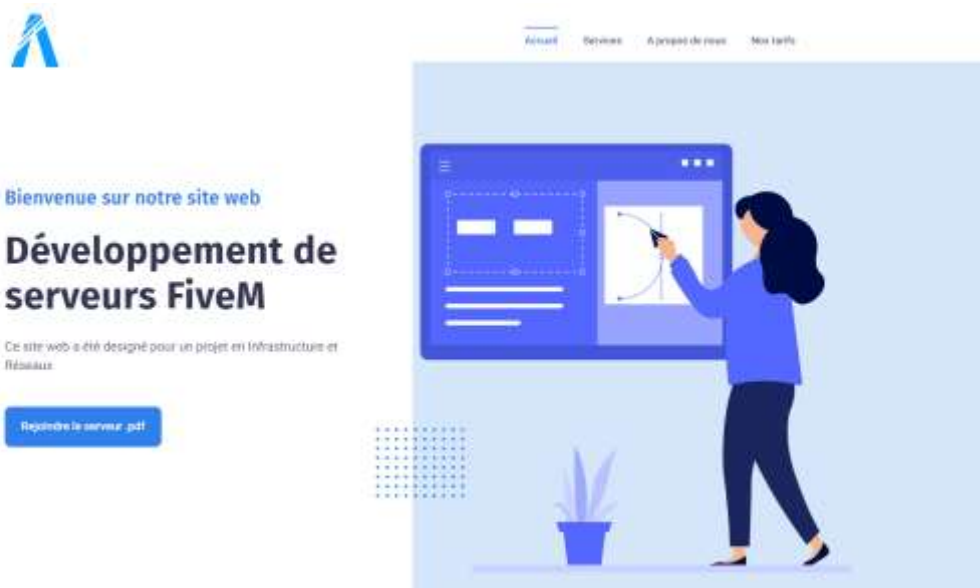 Accueil
Services
A propos de nous
Nos tarifs
Bienvenue sur notre site web
Développement de
serveurs FiveM
Ce site web a été designé pour un projet en Infrastructure et
Réseaux
Rejoindre le serveur .pdf